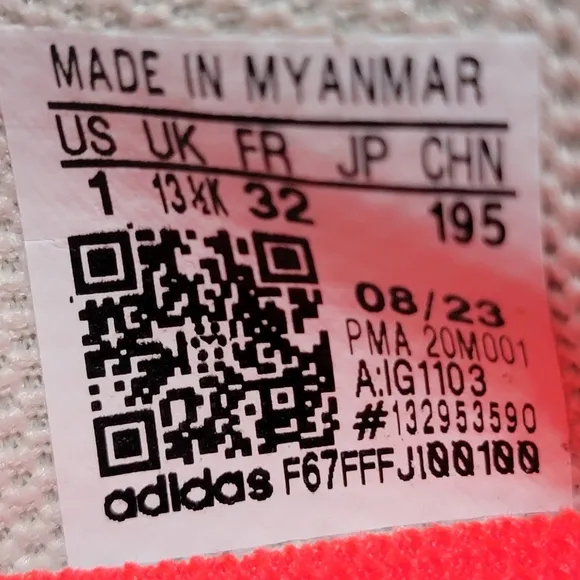 MADE IN MYANMAR
US UK FR JP CHN
1 13½K 32 195
08/23
PMA 20M001
A:IG1103
#132953590
adidas F67FFFJI00100